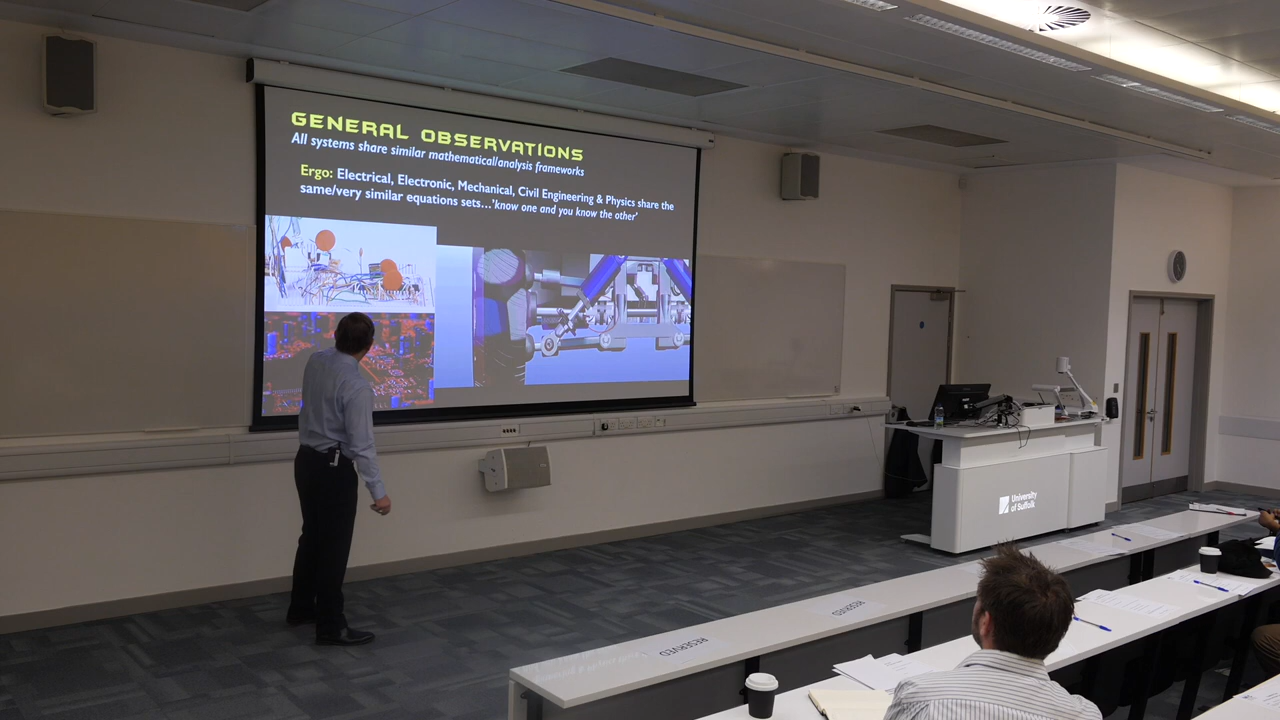 GENERAL OBSERVATIONS
All systems share similar mathematical/analysis frameworks
Ergo: Electrical, Electronic, Mechanical, Civil Engineering & Physics share the
same/very similar equations sets...'know one and you know the other'
University
of Suffolk
RESERVED
RESERVED